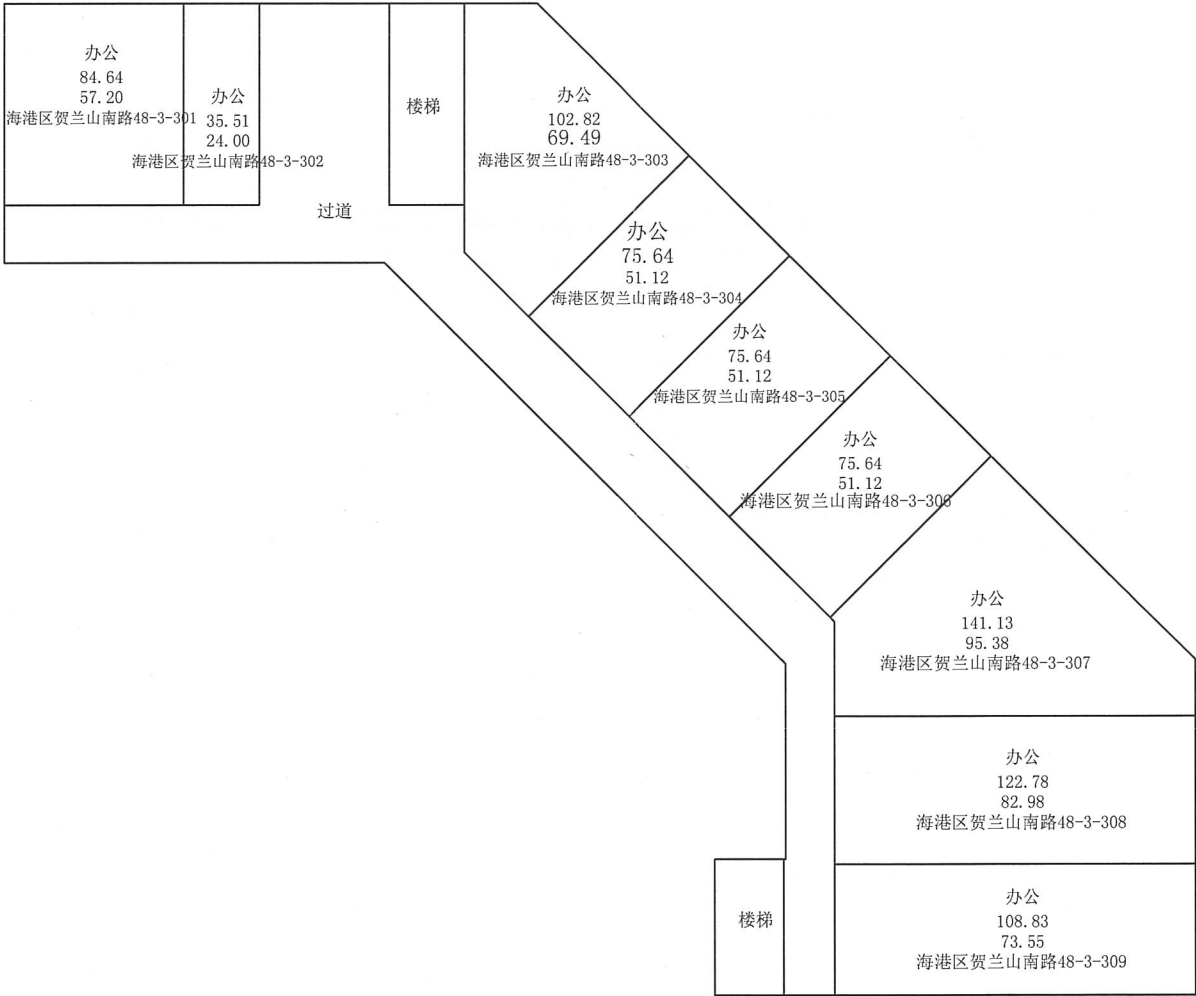 办公
84.64
57.20
海港区贺兰山南路48-3-301
办公
35.51
24.00
海港区贺兰山南路48-3-302
过道
楼梯
办公
102.82
69.49
海港区贺兰山南路48-3-303
办公
75.64
51.12
海港区贺兰山南路48-3-304
办公
75.64
51.12
海港区贺兰山南路48-3-305
办公
75.64
51.12
海港区贺兰山南路48-3-306
办公
141.13
95.38
海港区贺兰山南路48-3-307
办公
122.78
82.98
海港区贺兰山南路48-3-308
楼梯
办公
108.83
73.55
海港区贺兰山南路48-3-309